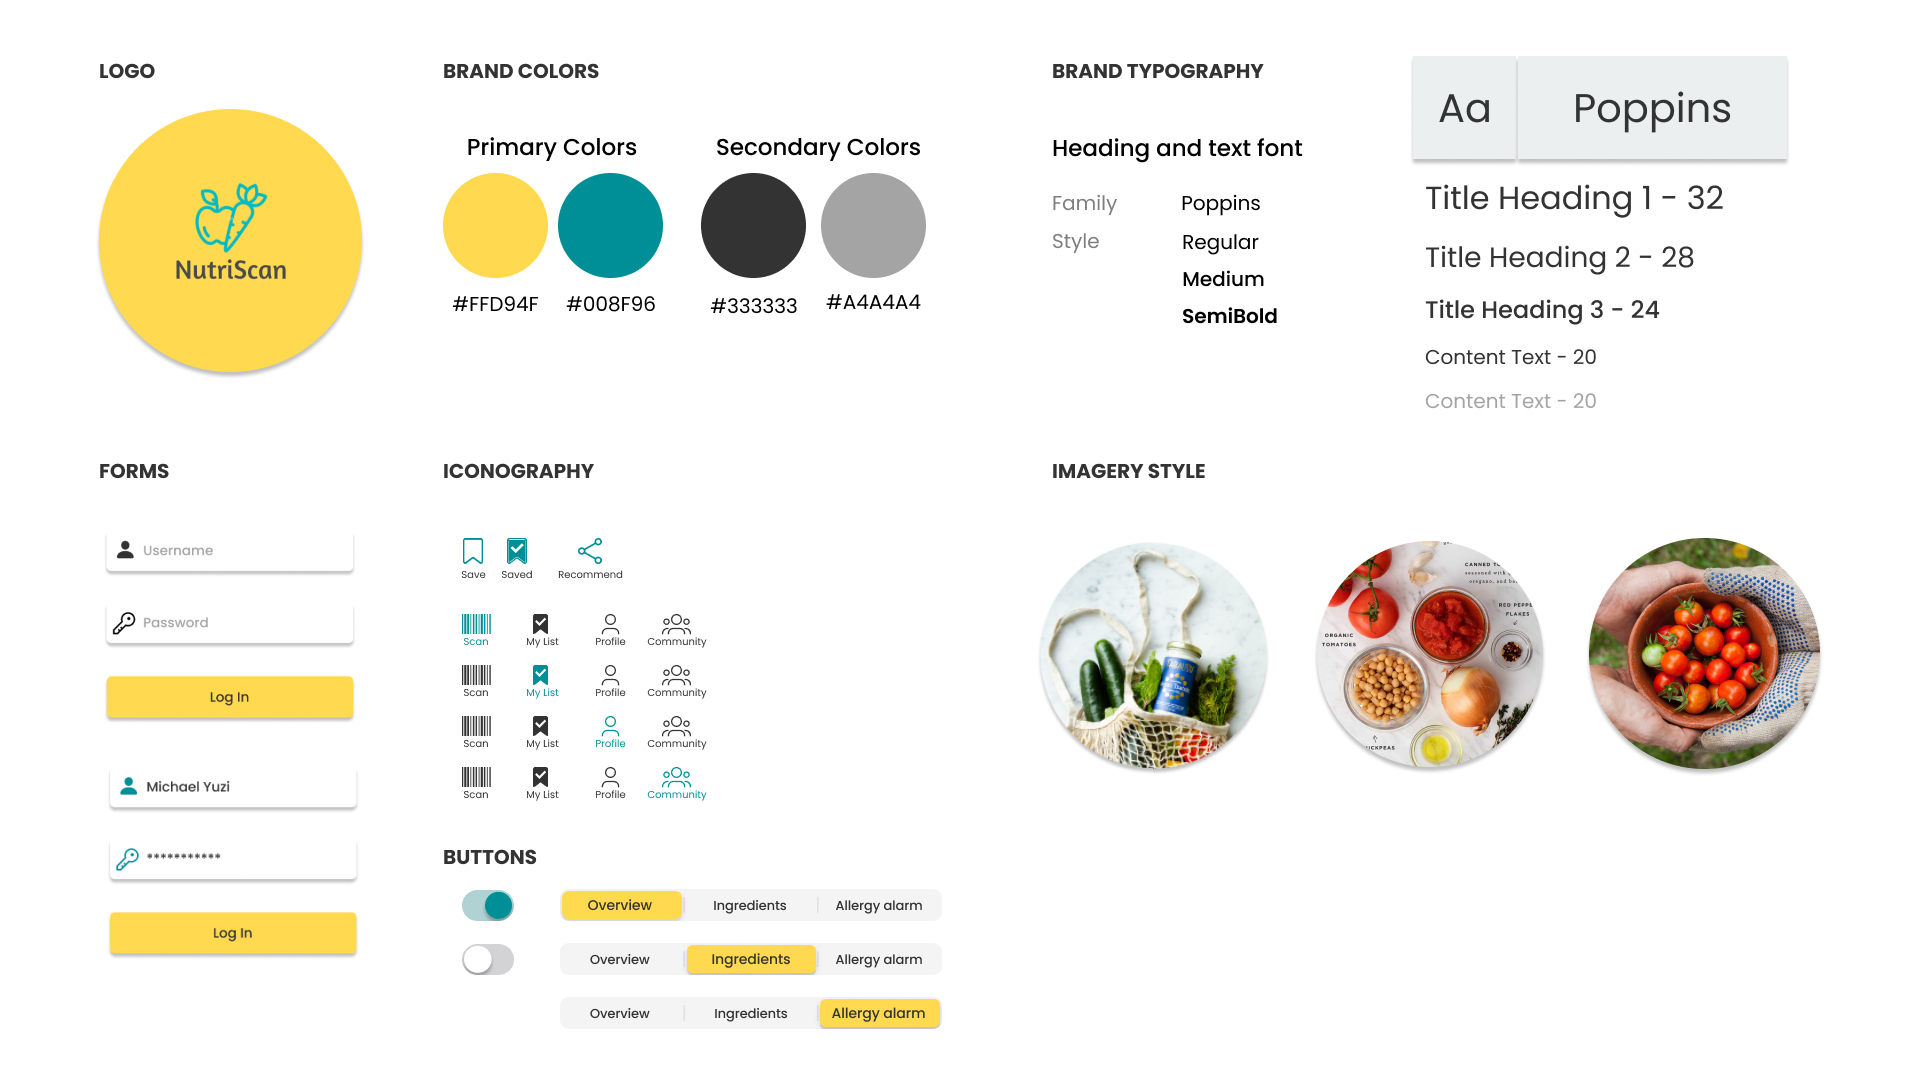 LOGO
NutriScan
BRAND COLORS
Primary Colors
#FFD94F
#008F96
Secondary Colors
#333333
#A4A4A4
BRAND TYPOGRAPHY
Heading and text font
Family
Poppins
Style
Regular
Medium
SemiBold
Aa
Poppins
Title Heading 1 - 32
Title Heading 2 - 28
Title Heading 3 - 24
Content Text - 20
Content Text - 20
FORMS
Username
Password
Log In
Michael Yuzi
***********
Log In
ICONOGRAPHY
Save Saved Recommend
Scan My List Profile Community
Scan My List Profile Community
Scan My List Profile Community
Scan My List Profile Community
BUTTONS
Overview Ingredients Allergy alarm
Overview Ingredients Allergy alarm
Overview Ingredients Allergy alarm
IMAGERY STYLE
CANNED
seasoned with
oregano, and
RED
FLAKES
ORGANIC
TOMATOES